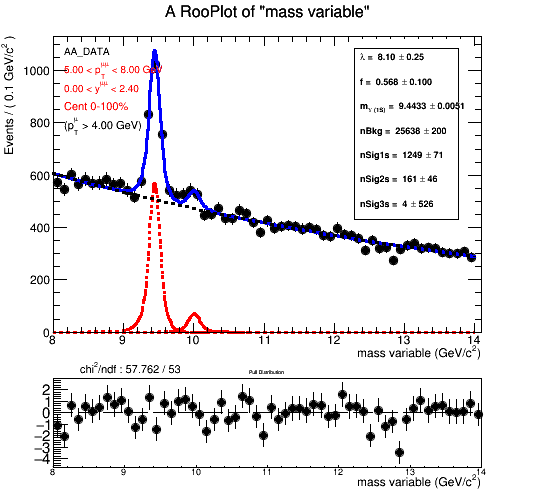 A RooPlot of "mass variable"
Events / ( 0.1 GeV/c² )
AA_DATA
5.00 < p_T^μμ < 8.00 GeV
0.00 < y^μμ < 2.40
Cent 0-100%
(p_T^μ > 4.00 GeV)
λ = 8.10 ± 0.25
f = 0.568 ± 0.100
m_ϒ (1S) = 9.4433 ± 0.0051
nBkg = 25638 ± 200
nSig1s = 1249 ± 71
nSig2s = 161 ± 46
nSig3s = 4 ± 526
1000
800
600
400
200
0
8 9 10 11 12 13 14
mass variable (GeV/c²)
chi²/ndf : 57.762 / 53
Pull Distribution
2
1
0
−1
−2
−3
−4
8 9 10 11 12 13 14
mass variable (GeV/c²)